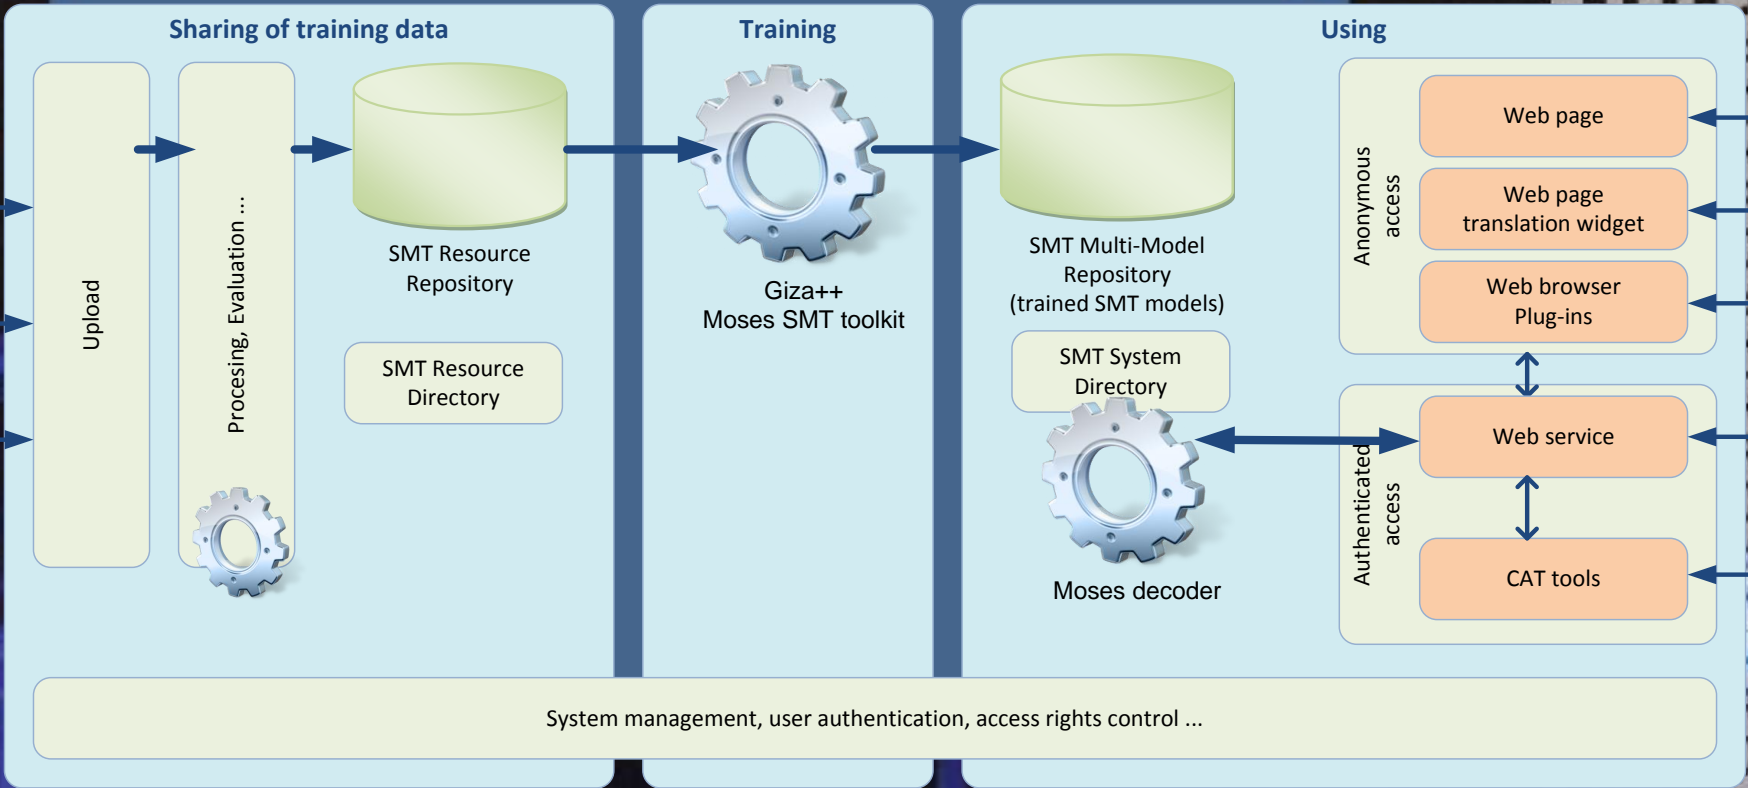 Sharing of training data
Training
Using
Upload
Procesing, Evaluation ...
SMT Resource
Repository
SMT Resource
Directory
Giza++
Moses SMT toolkit
SMT Multi-Model
Repository
(trained SMT models)
SMT System
Directory
Moses decoder
Anonymous
access
Web page
Web page
translation widget
Web browser
Plug-ins
Authenticated
access
Web service
CAT tools
System management, user authentication, access rights control ...